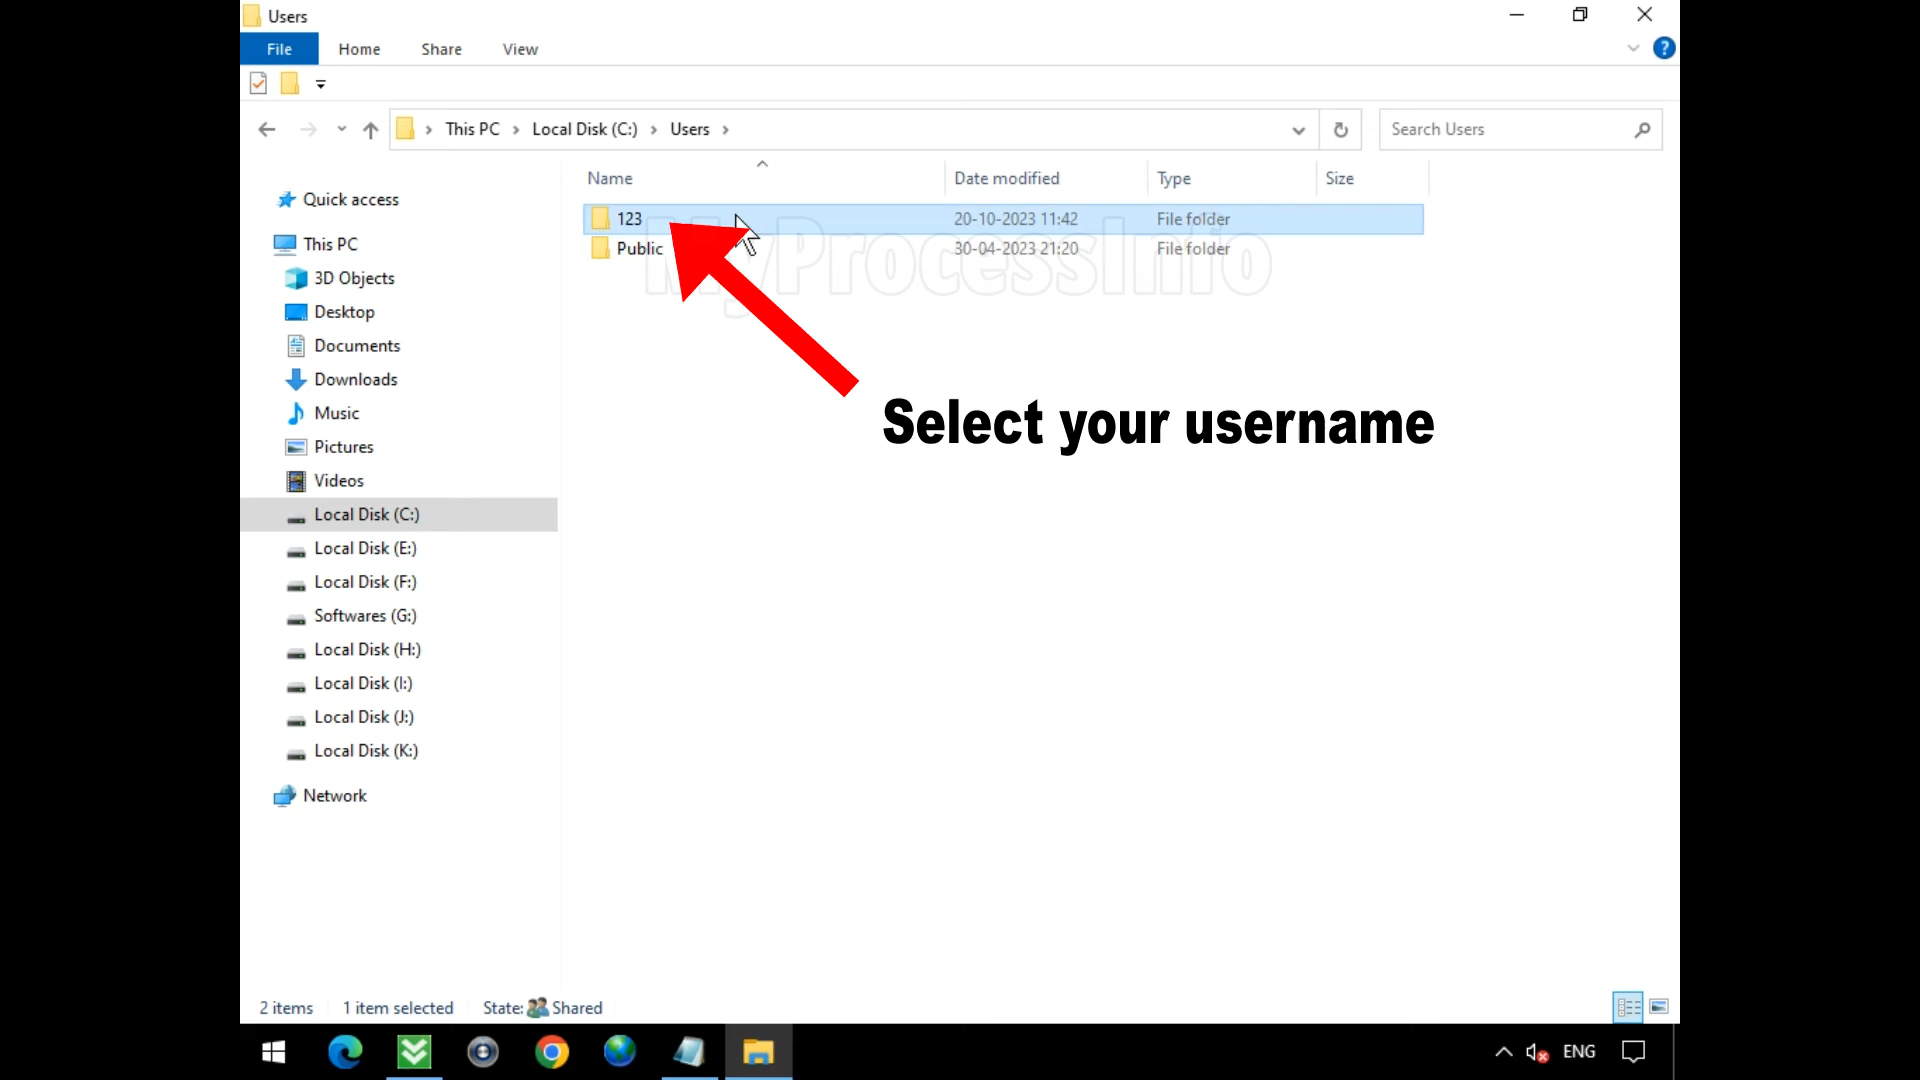 Users
File Home Share View
?
This PC Local Disk (C:) Users
Search Users
Name Date modified Type Size
123 20-10-2023 11:42 File folder
Public 30-04-2023 21:20 File folder
MyProcessInfo
Select your username
Quick access
This PC
3D Objects
Desktop
Documents
Downloads
Music
Pictures
Videos
Local Disk (C:)
Local Disk (E:)
Local Disk (F:)
Softwares (G:)
Local Disk (H:)
Local Disk (I:)
Local Disk (J:)
Local Disk (K:)
Network
2 items 1 item selected State: Shared
ENG